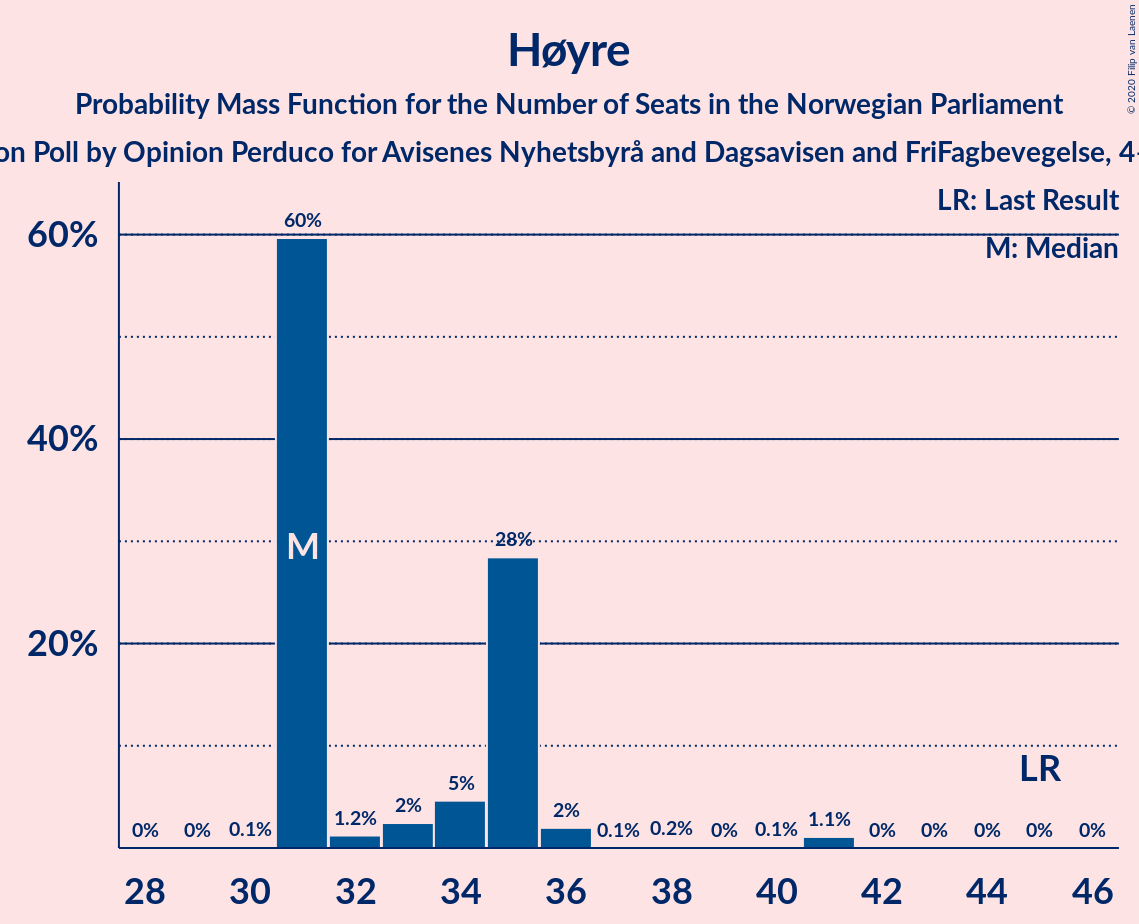 Høyre
Probability Mass Function for the Number of Seats in the Norwegian Parliament
on Poll by Opinion Perduco for Avisenes Nyhetsbyrå and Dagsavisen and FriFagbevegelse, 4-
© 2020 Filip van Laenen
LR: Last Result
M: Median
60%
40%
20%
0% 0% 0.1% 60% 1.2% 2% 5% 28% 2% 0.1% 0.2% 0% 0.1% 1.1% 0% 0% 0% 0% 0%
M
LR
28 30 32 34 36 38 40 42 44 46